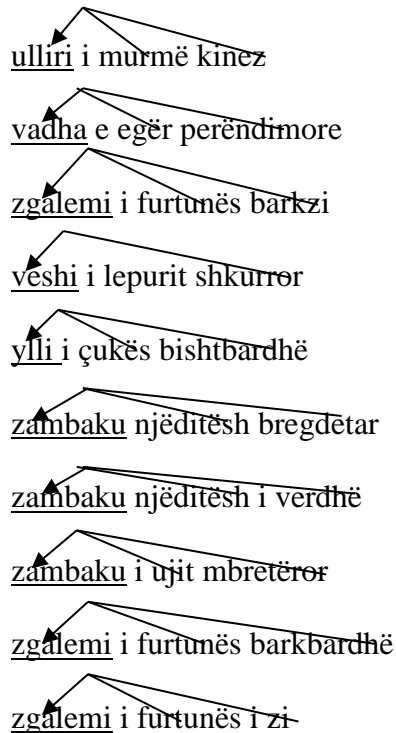 ulliri i murmë kinez
vadha e egër perëndimore
zgalemi i furtunës barkzi
veshi i lepurit shkurror
ylli i çukës bishtbardhë
zambaku njëditësh bregdetar
zambaku njëditësh i verdhë
zambaku i ujit mbretëror
zgalemi i furtunës barkbardhë
zgalemi i furtunës i zi